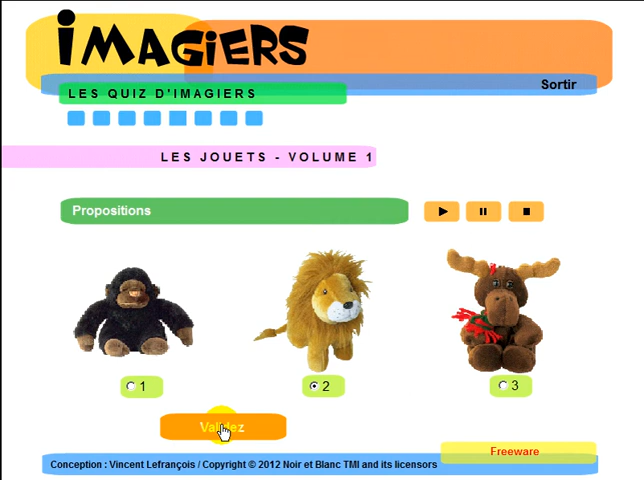 iMAGiERS
Sortir
LES QUIZ D'IMAGIERS
LES JOUETS - VOLUME 1
Propositions
1
2
3
Validez
Freeware
Conception : Vincent Lefrançois / Copyright © 2012 Noir et Blanc TMI and its licensors